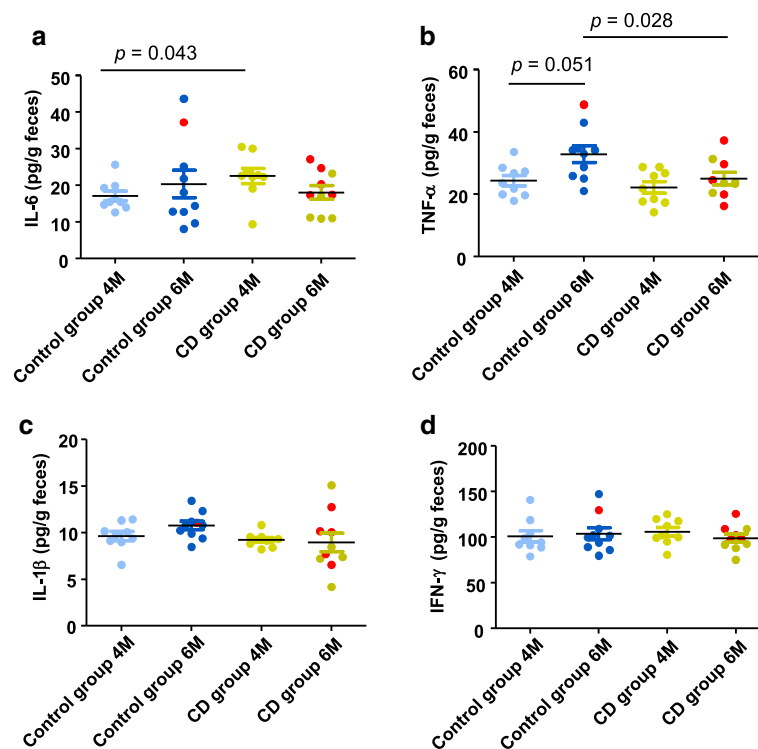 a
p = 0.043
IL-6 (pg/g feces)
50
40
30
20
10
0
Control group 4M
Control group 6M
CD group 4M
CD group 6M
b
p = 0.028
p = 0.051
TNF-α (pg/g feces)
60
40
20
0
Control group 4M
Control group 6M
CD group 4M
CD group 6M
c
IL-1β (pg/g feces)
20
15
10
5
0
Control group 4M
Control group 6M
CD group 4M
CD group 6M
d
IFN-γ (pg/g feces)
200
150
100
50
0
Control group 4M
Control group 6M
CD group 4M
CD group 6M